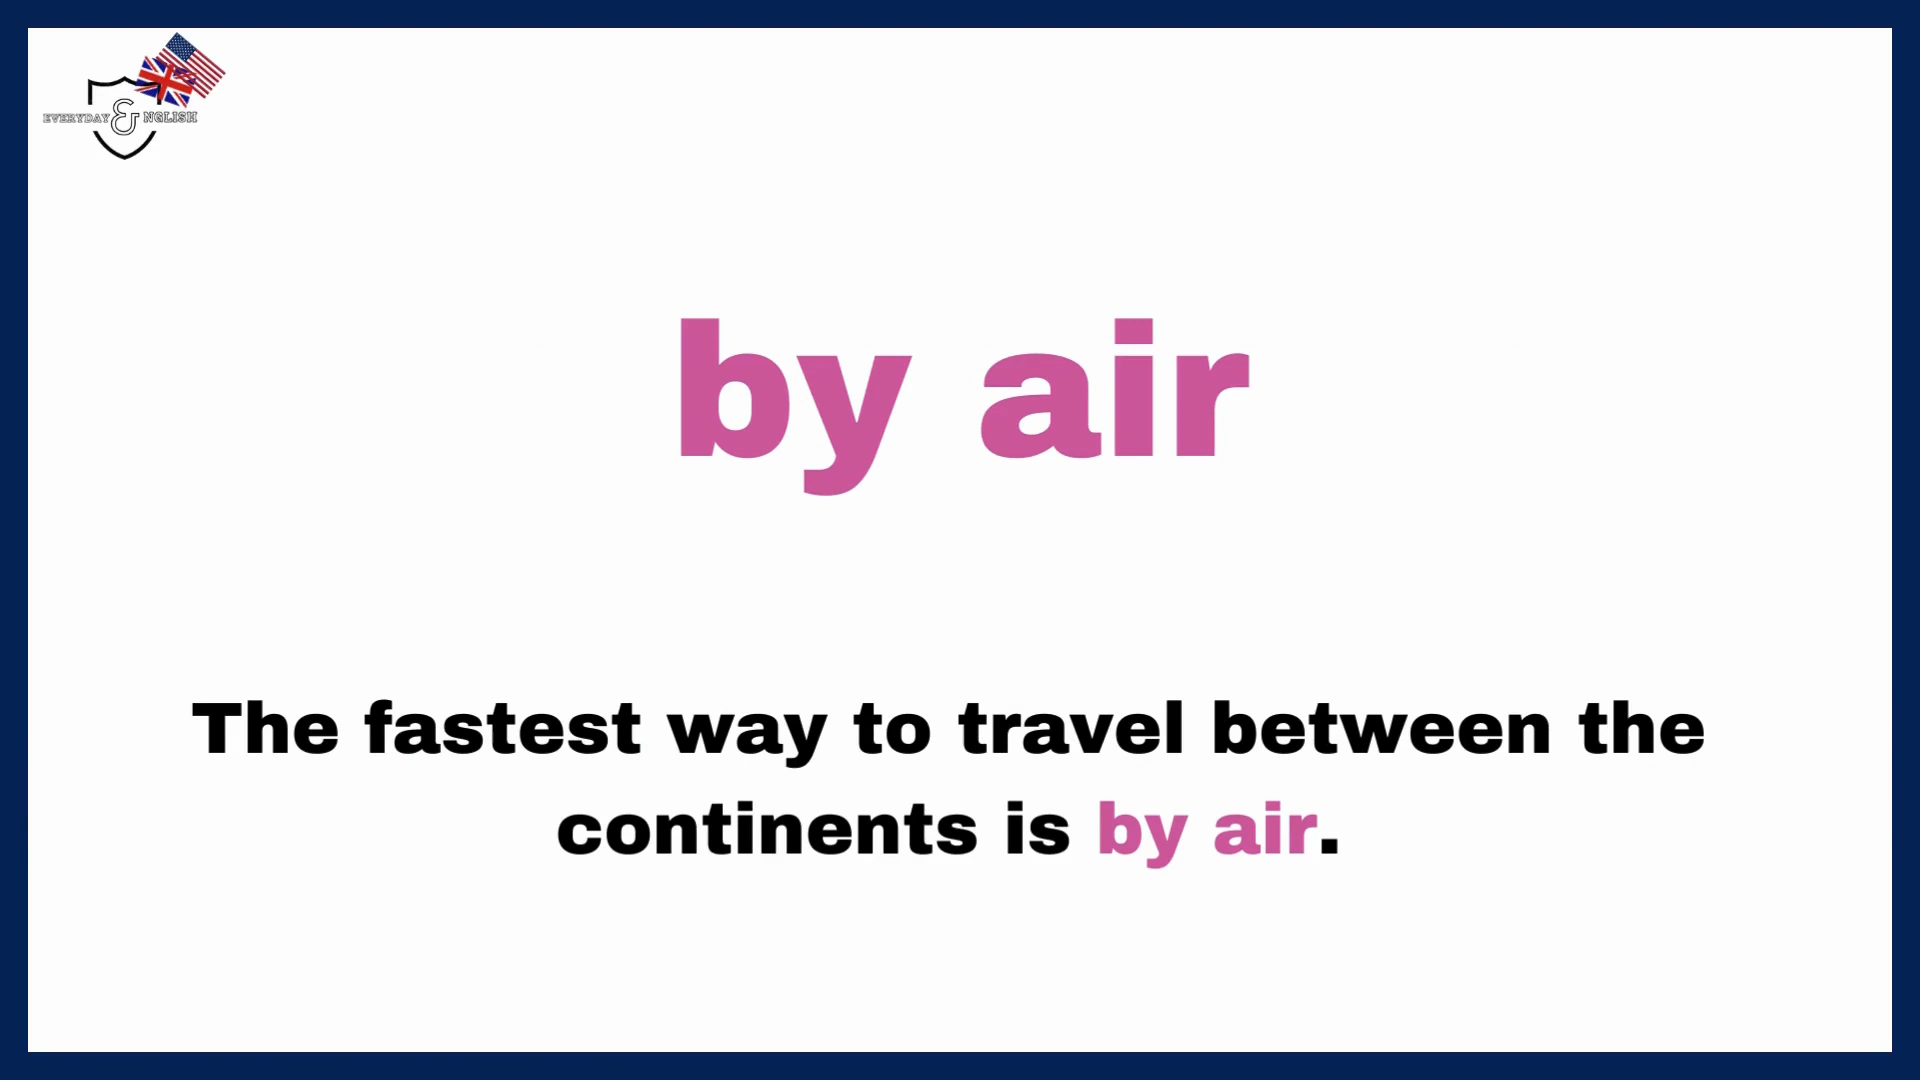 EVERYDAY & NGLISH
by air
The fastest way to travel between the
continents is by air.